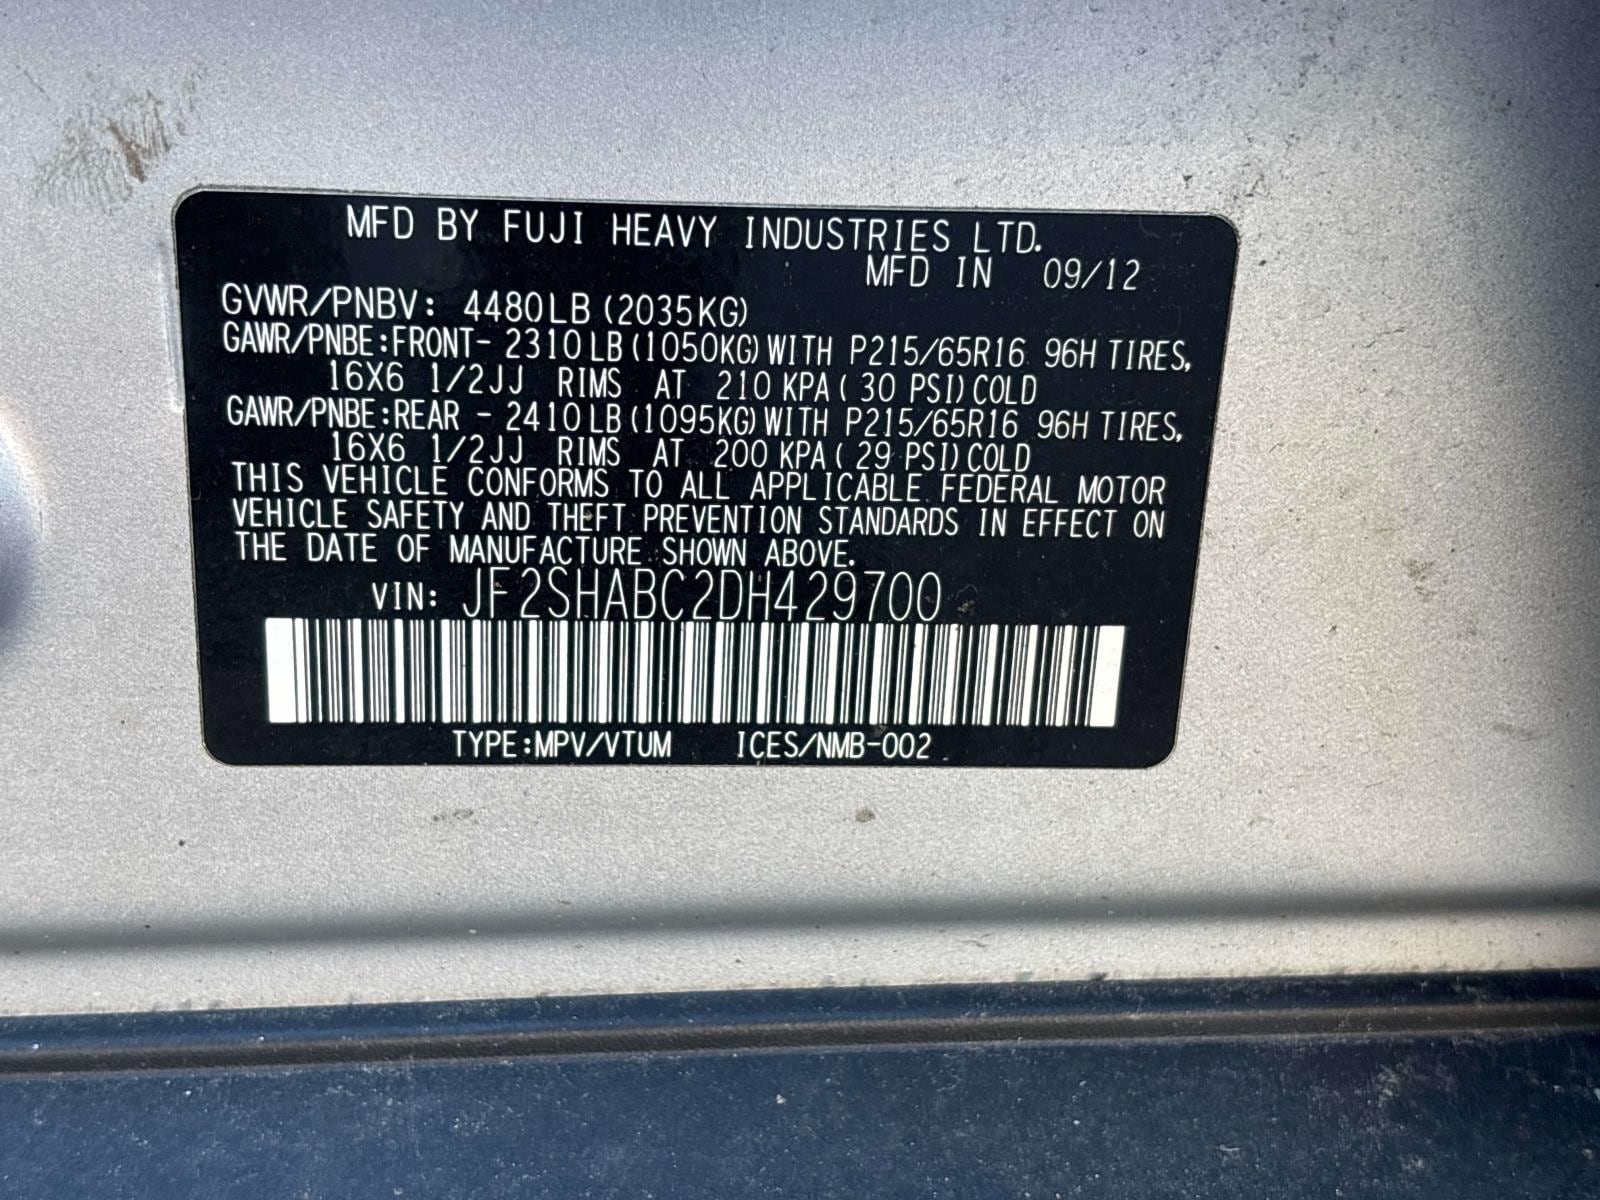 MFD BY FUJI HEAVY INDUSTRIES LTD.
MFD IN 09/12
GVWR/PNBV: 4480LB(2035KG)
GAWR/PNBE:FRONT- 2310LB(1050KG)WITH P215/65R16 96H TIRES,
16X6 1/2JJ RIMS AT 210 KPA( 30 PSI)COLD
GAWR/PNBE:REAR - 2410LB(1095KG)WITH P215/65R16 96H TIRES,
16X6 1/2JJ RIMS AT 200 KPA( 29 PSI)COLD
THIS VEHICLE CONFORMS TO ALL APPLICABLE FEDERAL MOTOR
VEHICLE SAFETY AND THEFT PREVENTION STANDARDS IN EFFECT ON
THE DATE OF MANUFACTURE SHOWN ABOVE.
VIN: JF2SHABC2DH429700
TYPE:MPV/VTUM ICES/NMB-002